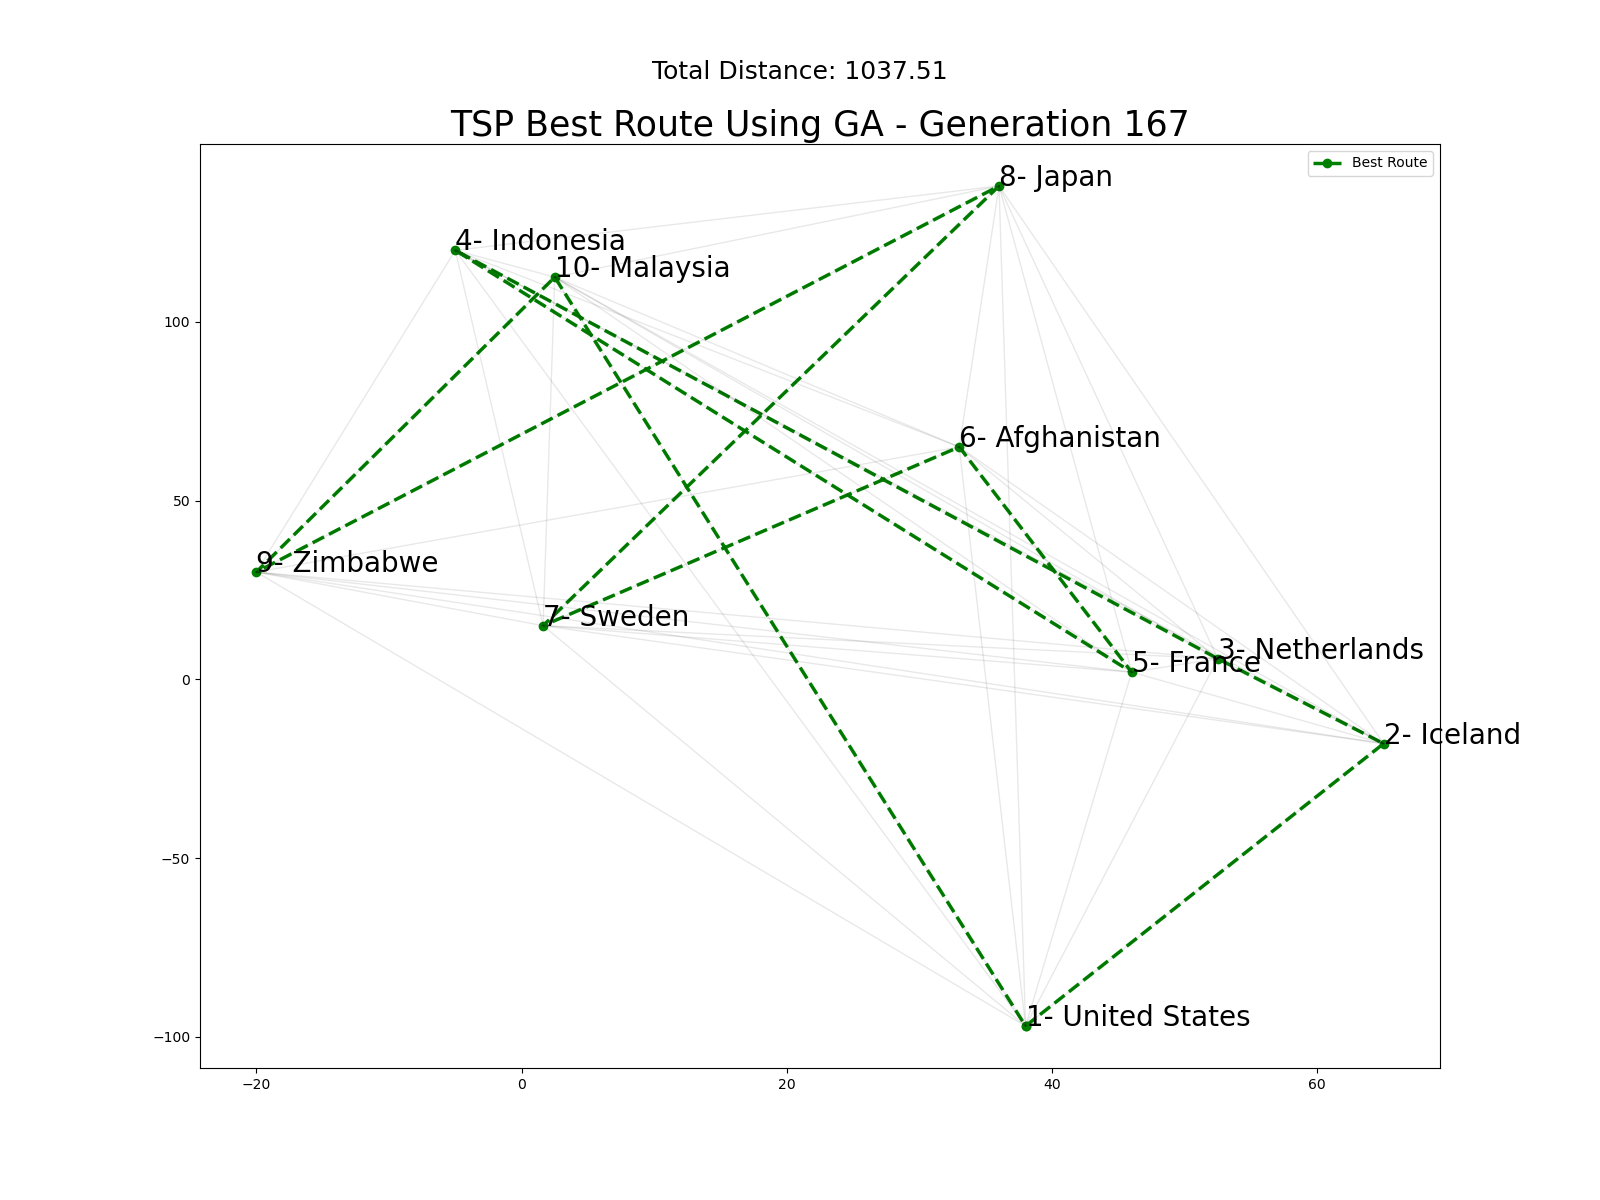 Total Distance: 1037.51
TSP Best Route Using GA - Generation 167
Best Route
8- Japan
4- Indonesia
10- Malaysia
100
6- Afghanistan
50
9- Zimbabwe
7- Sweden
3- Netherlands
5- France
0
2- Iceland
−50
1- United States
−100
−20 0 20 40 60